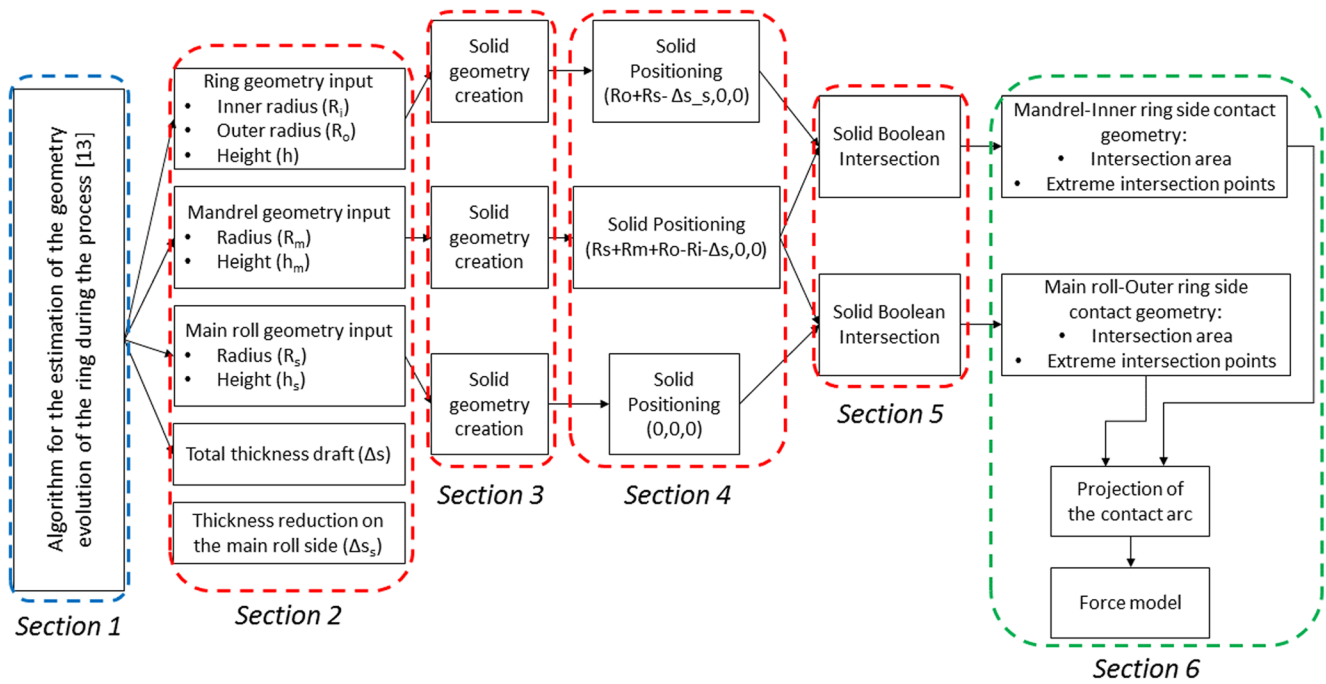 Algorithm for the estimation of the geometry
evolution of the ring during the process [13]
Section 1
Ring geometry input
• Inner radius (Ri)
• Outer radius (Ro)
• Height (h)
Mandrel geometry input
• Radius (Rm)
• Height (hm)
Main roll geometry input
• Radius (Rs)
• Height (hs)
Total thickness draft (Δs)
Thickness reduction on
the main roll side (Δss)
Section 2
Solid
geometry
creation
Solid
geometry
creation
Solid
geometry
creation
Section 3
Solid
Positioning
(Ro+Rs- Δs_s,0,0)
Solid Positioning
(Rs+Rm+Ro-Ri-Δs,0,0)
Solid
Positioning
(0,0,0)
Section 4
Solid Boolean
Intersection
Solid Boolean
Intersection
Section 5
Mandrel-Inner ring side contact
geometry:
• Intersection area
• Extreme intersection points
Main roll-Outer ring side
contact geometry:
• Intersection area
• Extreme intersection points
Projection of
the contact arc
Force model
Section 6